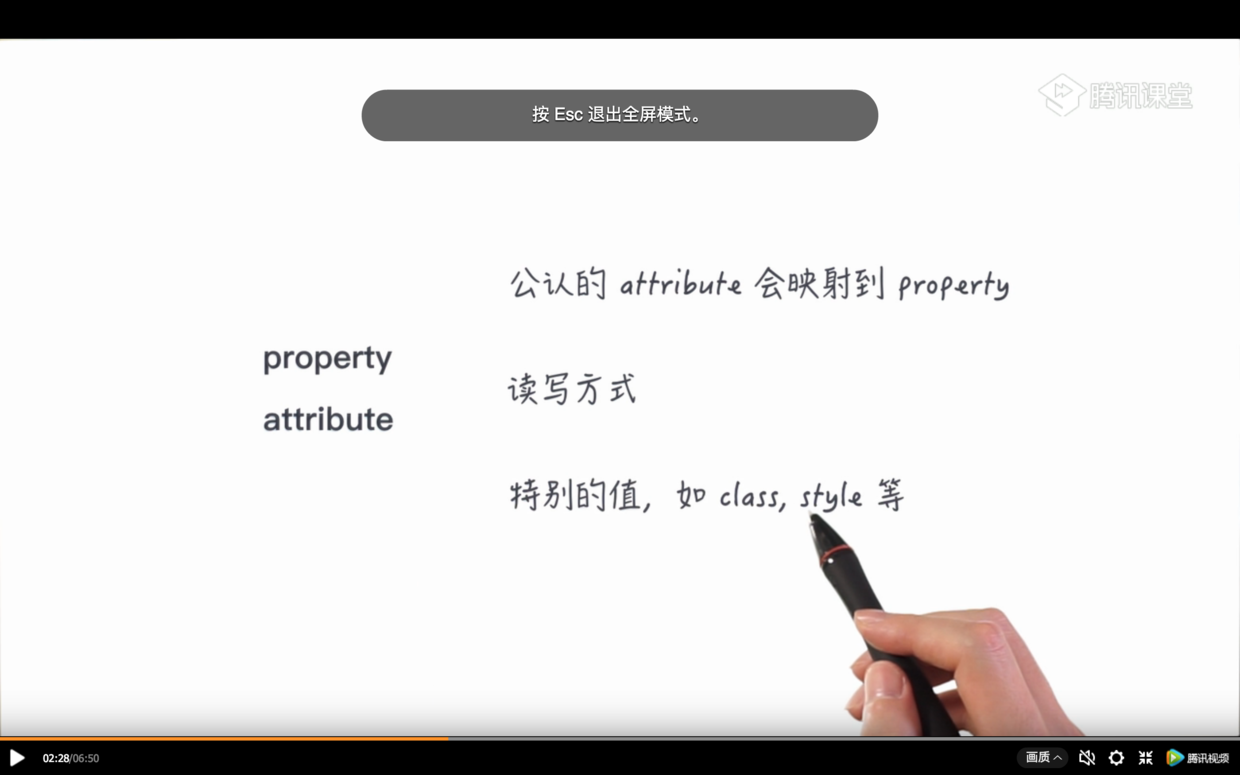 腾讯课堂
按 Esc 退出全屏模式。
公认的 attribute 会映射到 property
property
读写方式
attribute
特别的值，如 class, style 等
02:28/06:50
画质
腾讯视频